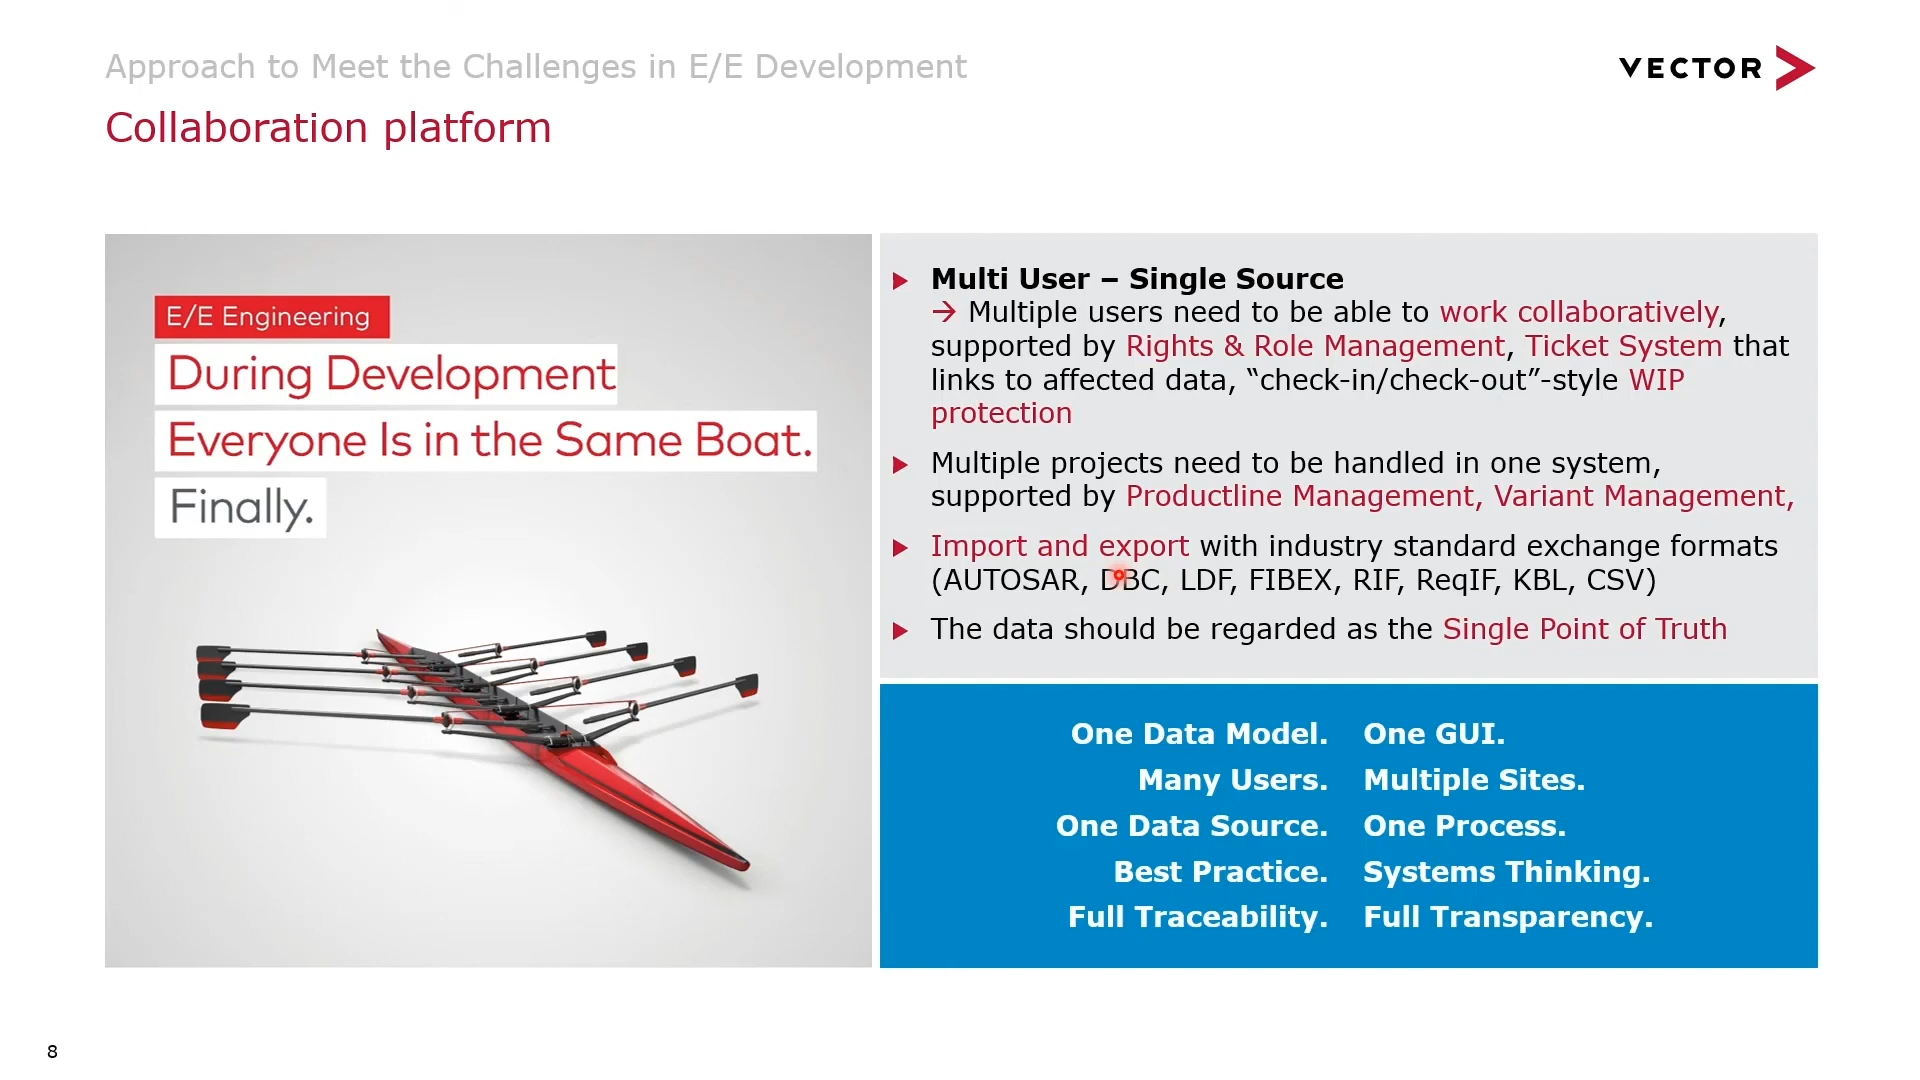 Approach to Meet the Challenges in E/E Development
VECTOR
Collaboration platform
E/E Engineering
During Development
Everyone Is in the Same Boat.
Finally.
Multi User – Single Source
→ Multiple users need to be able to work collaboratively,
supported by Rights & Role Management, Ticket System that
links to affected data, “check-in/check-out”-style WIP
protection
Multiple projects need to be handled in one system,
supported by Productline Management, Variant Management,
Import and export with industry standard exchange formats
(AUTOSAR, DBC, LDF, FIBEX, RIF, ReqIF, KBL, CSV)
The data should be regarded as the Single Point of Truth
One Data Model. One GUI.
Many Users. Multiple Sites.
One Data Source. One Process.
Best Practice. Systems Thinking.
Full Traceability. Full Transparency.
8